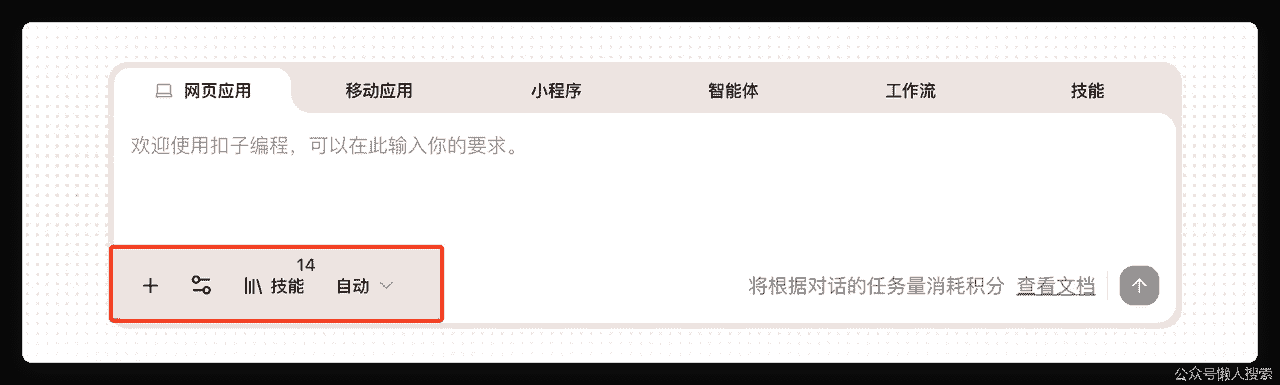 网页应用 移动应用 小程序 智能体 工作流 技能
欢迎使用扣子编程，可以在此输入你的要求。
技能 14 自动 将根据对话的任务量消耗积分 查看文档
公众号懒人搜索